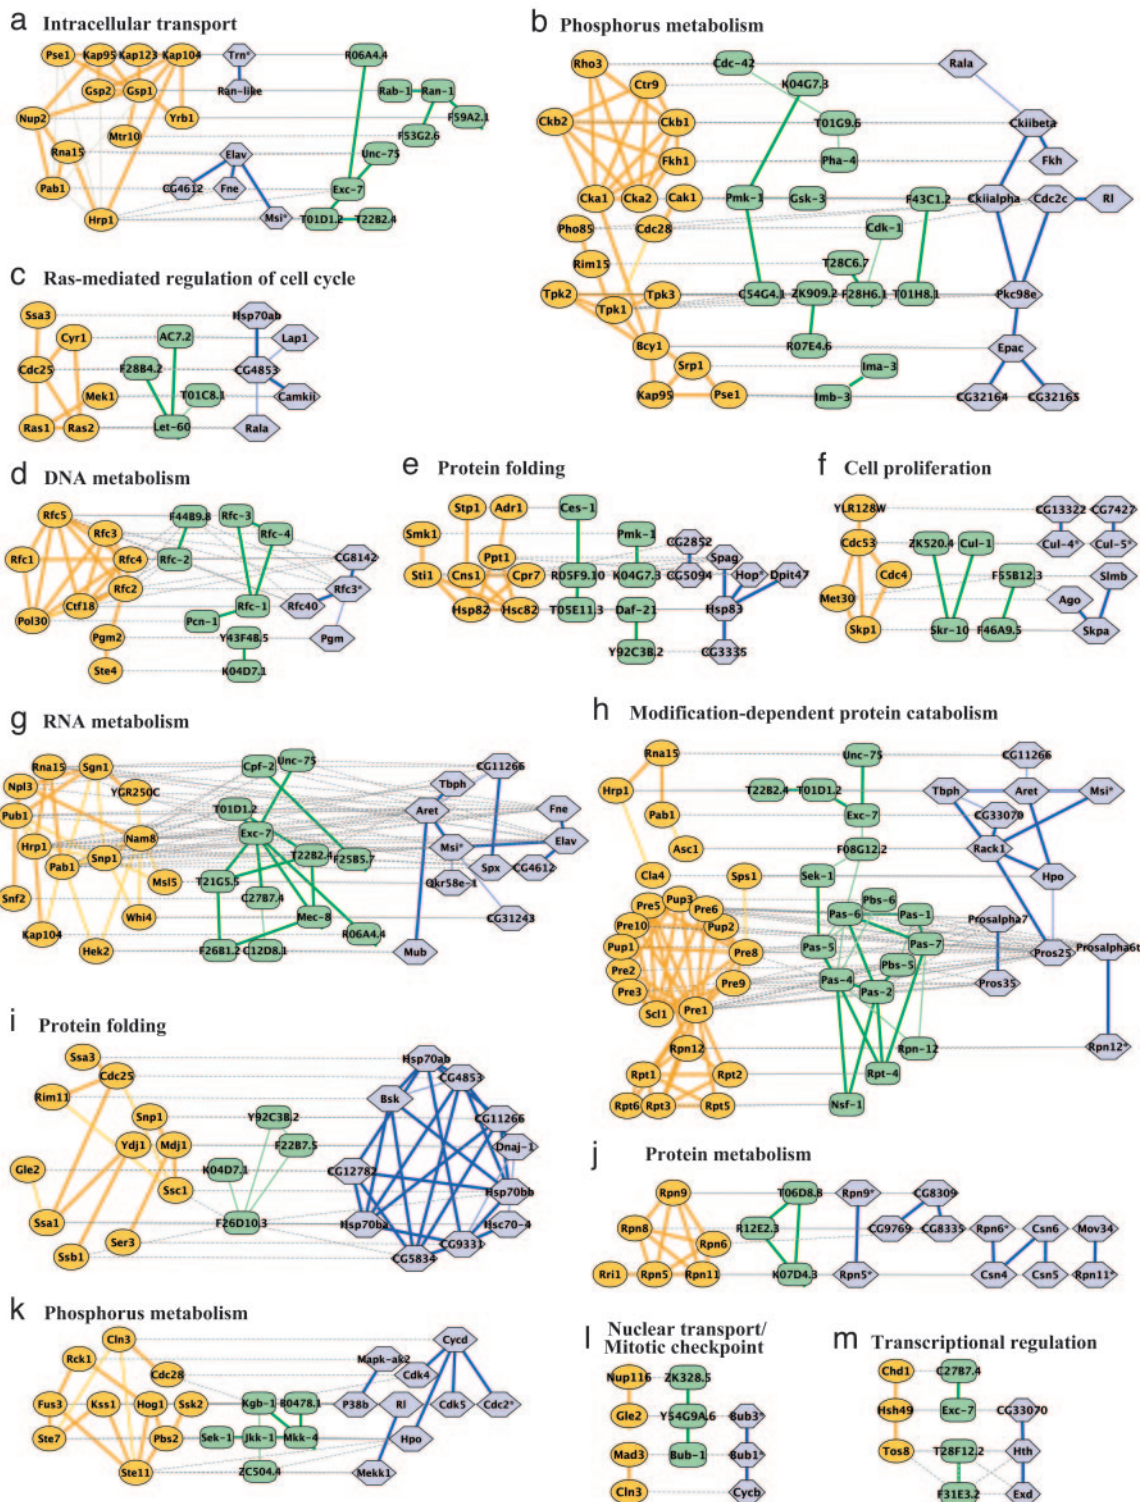 a Intracellular transport
Pse1 Kap95 Kap123 Kap104 Trn* R06A4.4
Gsp2 Gsp1 Ran-like Rab-1 Ran-1
Nup2 Yrb1 F59A2.1
Mtr10 F53G2.6
Rna15 Elav Unc-75
Pab1 CG4612 Fne Exc-7
Hrp1 Msi* T01D1.2 T22B2.4
b Phosphorus metabolism
Rho3 Cdc-42 Rala
Ctr9 K04G7.3
Ckb2 Ckb1 T01G9.6 Ckiibeta
Fkh1 Pha-4 Fkh
Cka1 Cka2 Cak1 Pmk-1 Gsk-3 F43C1.2 Ckiialpha Cdc2c Rl
Pho85 Cdc28 Cdk-1
Rim15 T28C6.7
Tpk2 Tpk3 C54G4.1 ZK909.2 F28H6.1 T01H8.1 Pkc98e
Tpk1
Bcy1 R07E4.6 Epac
Srp1 Ima-3
Kap95 Pse1 Imb-3 CG32164 CG32165
c Ras-mediated regulation of cell cycle
Ssa3 Hsp70ab
Cyr1 AC7.2 Lap1
Cdc25 F28B4.2 CG4853
Mek1 T01C8.1 Camkii
Ras1 Ras2 Let-60 Rala
d DNA metabolism
Rfc5 F44B9.8 Rfc-3
Rfc3 Rfc-4
Rfc1 Rfc4 Rfc-2 CG8142
Rfc2 Rfc3*
Ctf18 Rfc-1 Rfc40
Pol30 Pcn-1
Pgm2 Y43F4B.5 Pgm
Ste4 K04D7.1
e Protein folding
Stp1 Adr1 Ces-1
Smk1 Pmk-1 CG2852
Ppt1 Spag
Sti1 Cns1 Cpr7 RD5F9.10 K04G7.3 CG5094 Hop* Dpit47
Hsp82 Hsc82 T05E11.3 Daf-21 Hsp83
Y92C3B.2 CG3335
f Cell proliferation
YLR128W CG13322 CG7427
Cdc53 ZK520.4 Cul-1 Cul-4* Cul-5*
Cdc4 F55B12.3 Slmb
Met30 Ago
Skp1 Skr-10 F46A9.5 Skpa
g RNA metabolism
Rna15 Sgn1 Cpf-2 Unc-75 CG11266
Npl3 YGR250C Tbph
Pub1 T01D1.2 Aret Fne
Hrp1 Nam8 Exc-7 Msi* Elav
Pab1 Snp1 T22B2.4 F25B5.7 Spx CG4612
Msl5 T21G5.5 Qkr58e-1
Snf2 Whi4 C27B7.4 Mec-8 CG31243
Kap104 R06A4.4
Hek2 F26B1.2 C12D8.1 Mub
h Modification-dependent protein catabolism
Rna15 Unc-75 CG11266
Hrp1 T22B2.4 T01D1.2 Tbph Aret Msi*
Pab1 Exc-7 CG33070
Asc1 F08G12.2 Rack1
Cla4 Sps1 Sek-1 Hpo
Pre5 Pup3 Pre6 Pbs-6
Pre10 Pup2 Pas-6 Pas-1 Prosalpha7
Pup1 Pre8 Pas-5 Pas-7 Pros25 Prosalpha6t
Pre2 Pbs-5
Pre3 Pre9 Pas-4 Pas-2 Pros35
Scl1 Pre1
Rpn12 Rpn-12 Rpn12*
Rpt1 Rpt2 Rpt-4
Rpt6 Rpt3 Rpt5 Nsf-1
i Protein folding
Ssa3 Hsp70ab
Cdc25 CG4853
Rim11 Bsk
Snp1 Y92C3B.2 CG11266
Ydj1 Mdj1 F22B7.5 Dnaj-1
Gle2 K04D7.1 CG12782
Ssc1 Hsp70bb
Ssa1 F26D10.3 Hsp70ba Hsc70-4
Ser3 CG9331
Ssb1 CG5834
j Protein metabolism
Rpn9 T06D8.8 Rpn9* CG8309
Rpn8 R12E2.3 CG9769 CG8335 Rpn6* Csn6 Mov34
Rpn6
Rri1 Rpn5 Rpn11 K07D4.3 Rpn5* Csn4 Csn5 Rpn11*
k Phosphorus metabolism
Cln3 Cycd
Rck1 Mapk-ak2
Cdc28 Cdk4
Fus3 Kss1 Hog1 Ssk2 Kgb-1 B0478.1 P38b Rl Cdk5 Cdc2*
Ste7 Pbs2 Sek-1 Jkk-1 Mkk-4 Hpo
Ste11 ZC504.4 Mekk1
l Nuclear transport/
Mitotic checkpoint
Nup116 ZK328.5
Gle2 Y54G9A.6 Bub3*
Mad3 Bub-1 Bub1*
Cln3 Cycb
m Transcriptional regulation
Chd1 C27B7.4
Hsh49 Exc-7 CG33070
Tos8 T28F12.2 Hth
F31E3.2 Exd